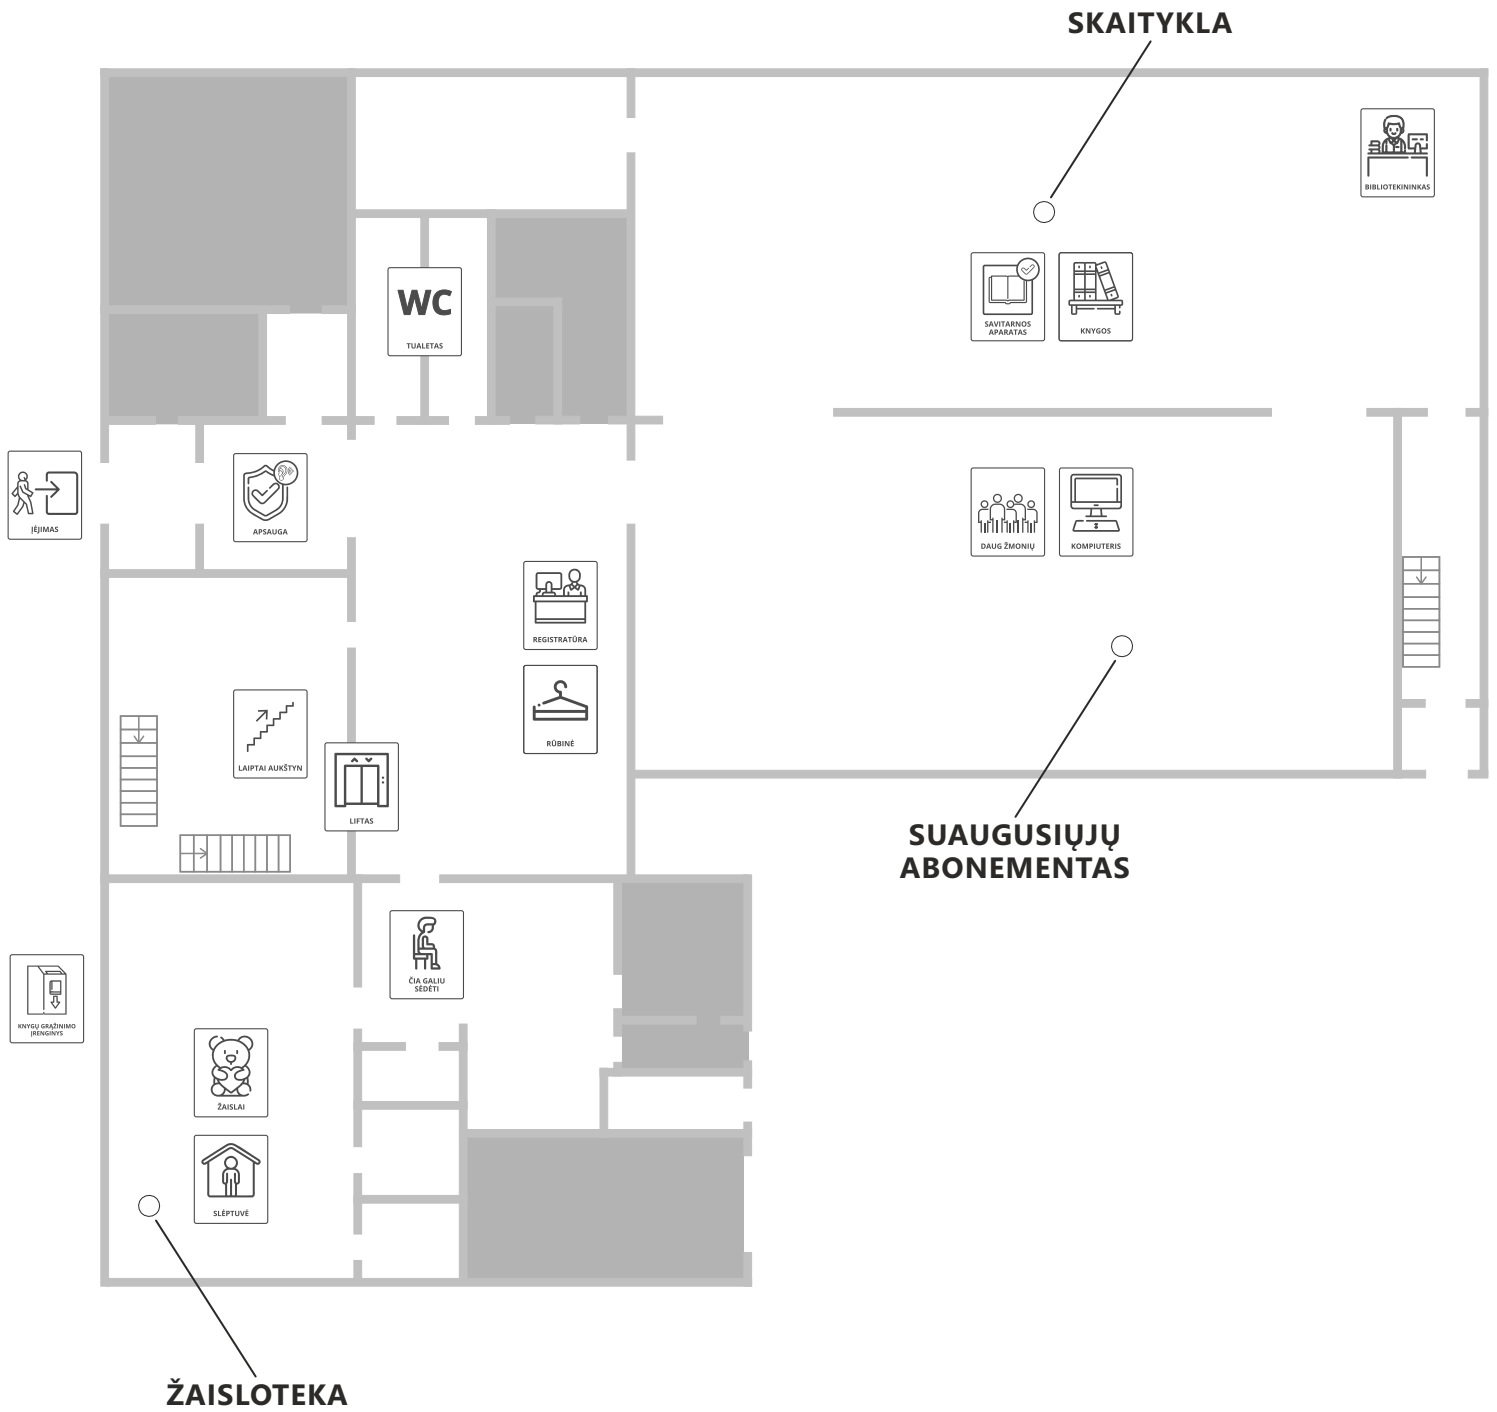 SKAITYKLA
BIBLIOTEKININKAS
WC
TUALETAS
SAVITARNOS
APARATAS
KNYGOS
ĮĖJIMAS
APSAUGA
DAUG ŽMONIŲ
KOMPIUTERIS
REGISTRATŪRA
RŪBINĖ
LAIPTAI AUKŠTYN
LIFTAS
SUAUGUSIŲJŲ
ABONEMENTAS
ČIA GALIU
SĖDĖTI
KNYGŲ GRĄŽINIMO
ĮRENGINYS
ŽAISLAI
SLĖPTUVĖ
ŽAISLOTEKA